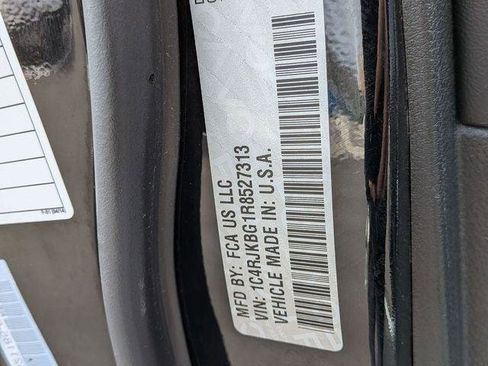 MFD. BY: FCA US LLC
VIN: 1C4RJKBG1R8527313
VEHICLE MADE IN: U.S.A.